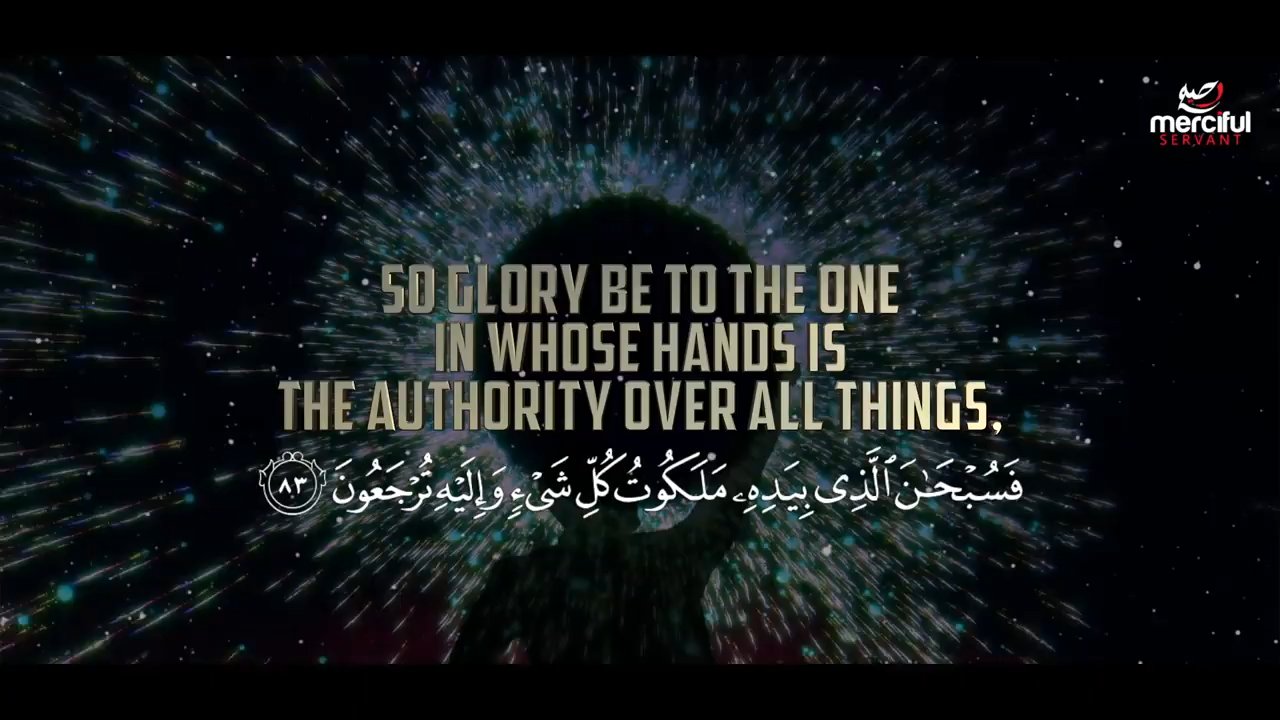 merciful
SERVANT
SO GLORY BE TO THE ONE
IN WHOSE HANDS IS
THE AUTHORITY OVER ALL THINGS,
فَسُبْحَـٰنَ ٱلَّذِى بِيَدِهِۦ مَلَكُوتُ كُلِّ شَىْءٍ وَإِلَيْهِ تُرْجَعُونَ ٨٣